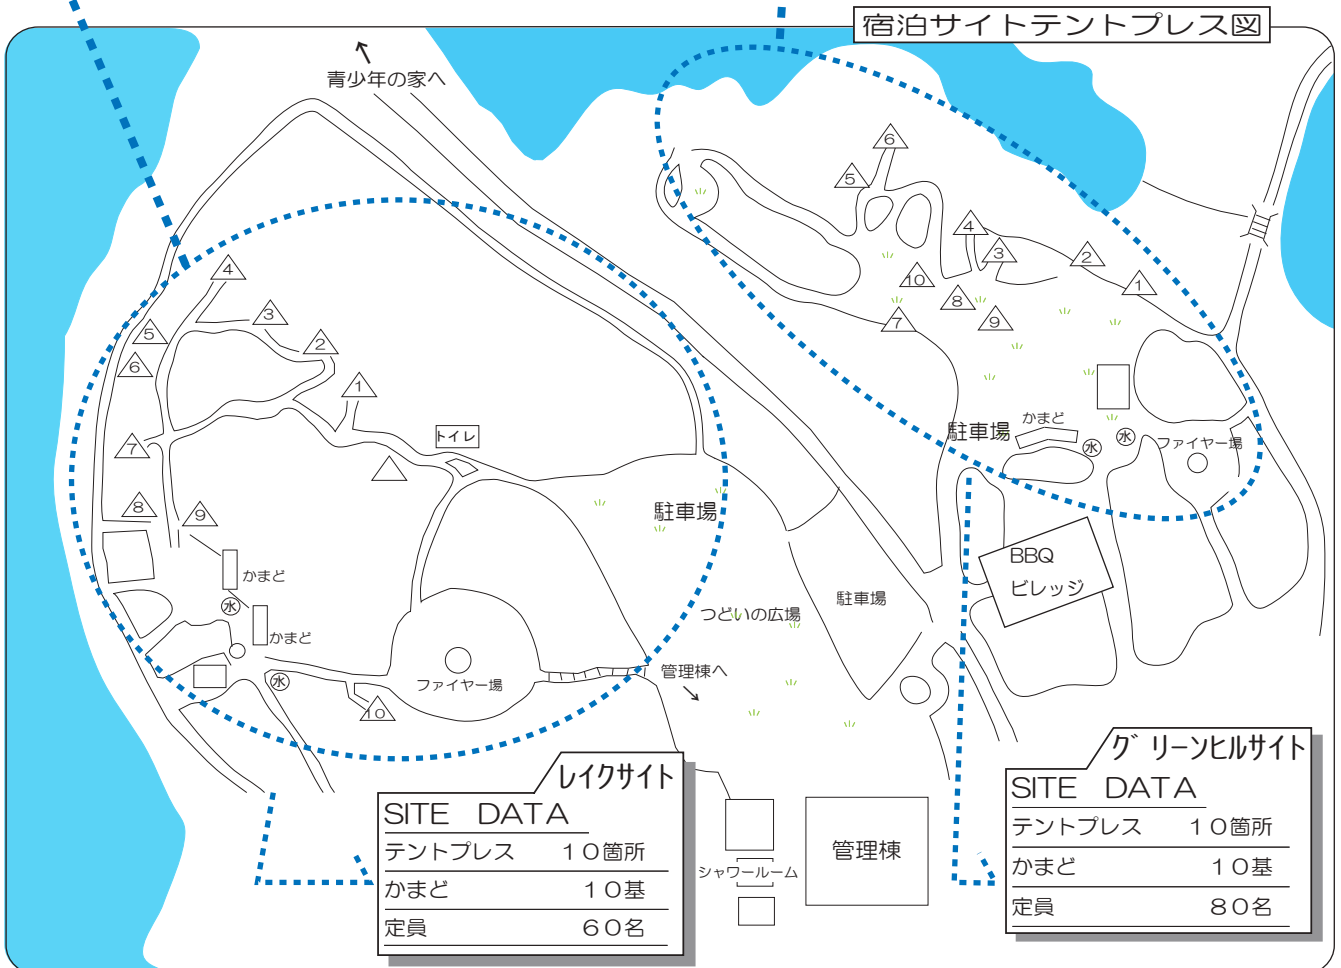 宿泊サイトテントプレス図
青少年の家へ
6
5
4
3
2
1
10
8
9
7
4
3
2
1
5
6
7
8
9
10
トイレ
駐車場
かまど
水
水
ファイヤー場
駐車場
BBQ
ビレッジ
かまど
水
かまど
駐車場
つどいの広場
管理棟へ
ファイヤー場
水
レイクサイト
SITE DATA
テントプレス 10箇所
かまど 10基
定員 60名
グリーンヒルサイト
SITE DATA
テントプレス 10箇所
かまど 10基
定員 80名
管理棟
シャワールーム